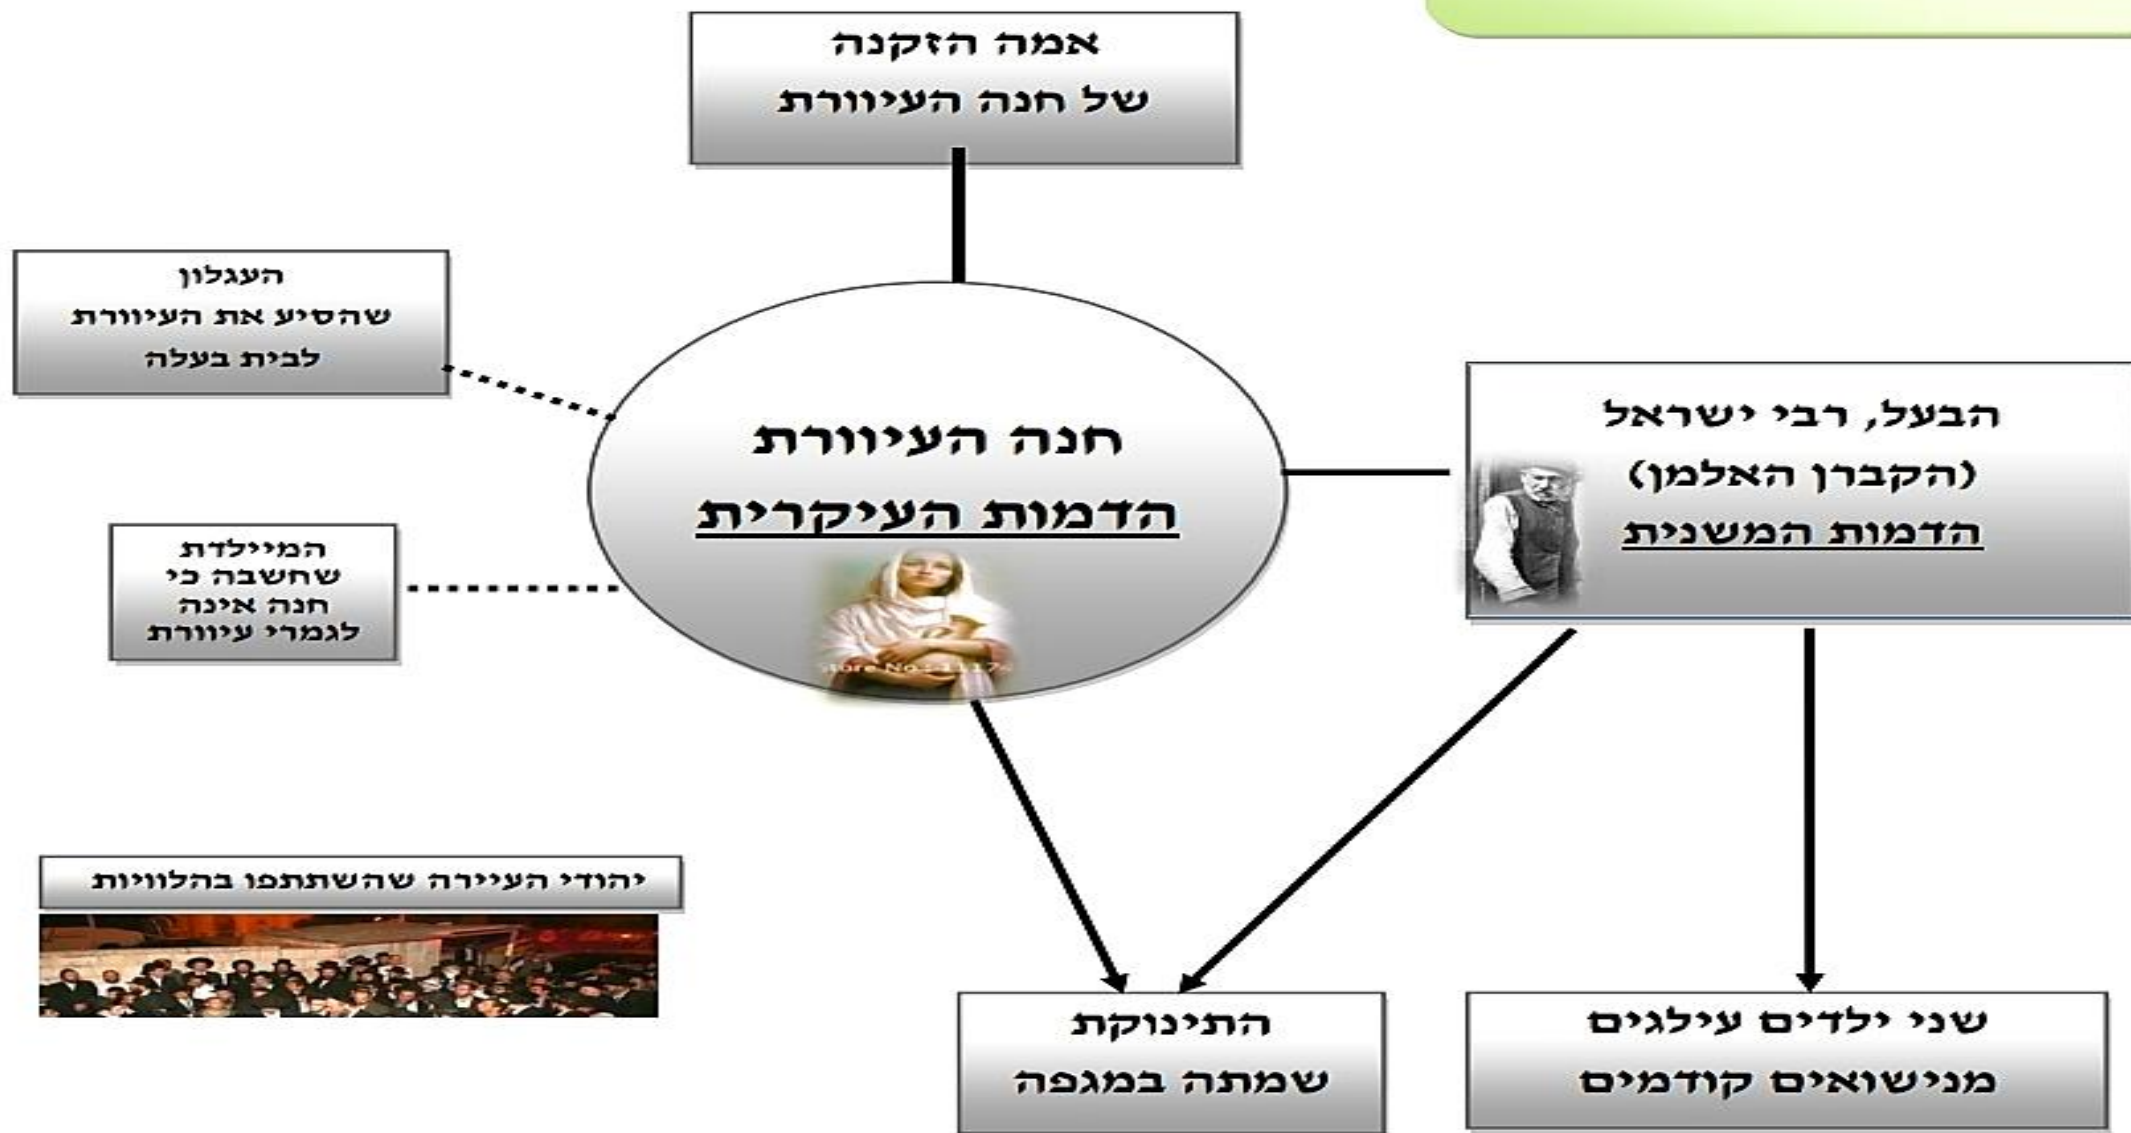 אמה הזקנה
של חנה העיוורת
העגלון
שהסיע את העיוורת
לבית בעלה
חנה העיוורת
הדמות העיקרית
הבעל, רבי ישראל
(הקברן האלמן)
הדמות המשנית
המיילדת
שחשבה כי
חנה אינה
לגמרי עיוורת
יהודי העיירה שהשתתפו בהלוויות
התינוקת
שמתה במגפה
שני ילדים עילגים
מנישואים קודמים